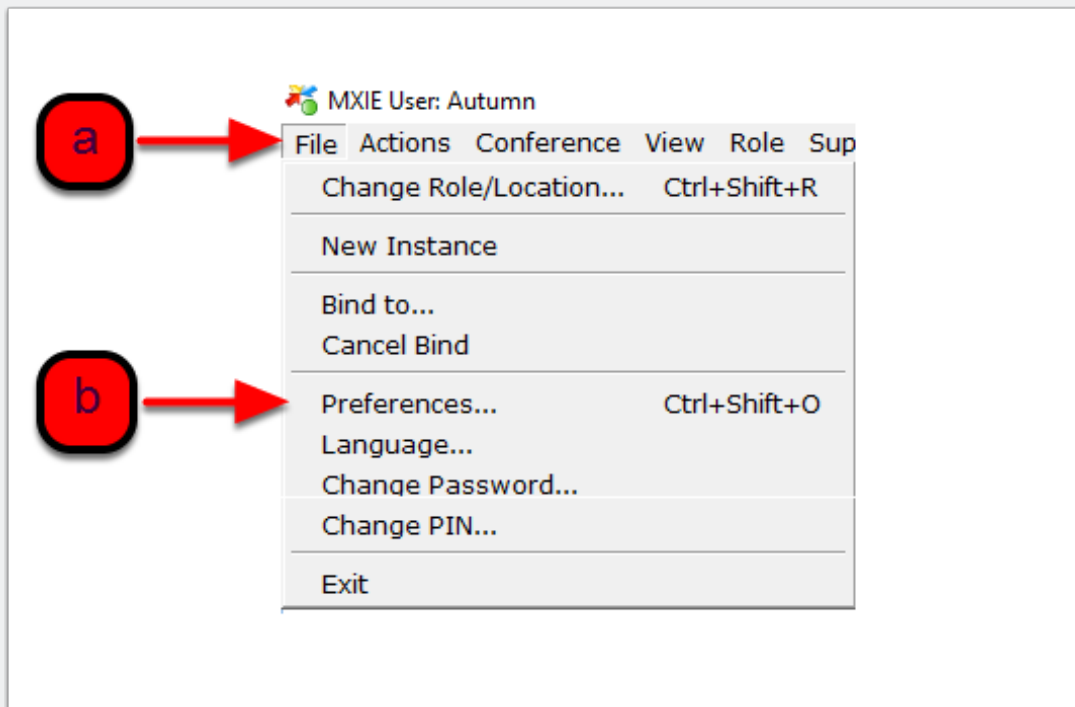 MXIE User: Autumn
a
File Actions Conference View Role Sup
Change Role/Location... Ctrl+Shift+R
New Instance
Bind to...
Cancel Bind
b
Preferences... Ctrl+Shift+O
Language...
Change Password...
Change PIN...
Exit